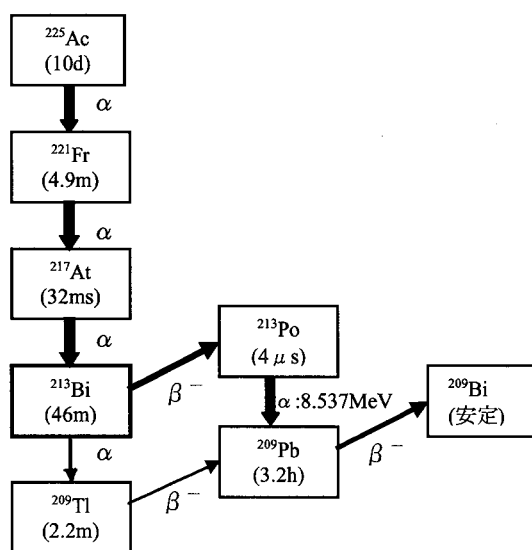 ²²⁵Ac
(10d)
α
²²¹Fr
(4.9m)
α
²¹⁷At
(32ms)
α
²¹³Bi
(46m)
β⁻
²¹³Po
(4μs)
α:8.537MeV
α
²⁰⁹Tl
(2.2m)
β⁻
²⁰⁹Pb
(3.2h)
β⁻
²⁰⁹Bi
(安定)